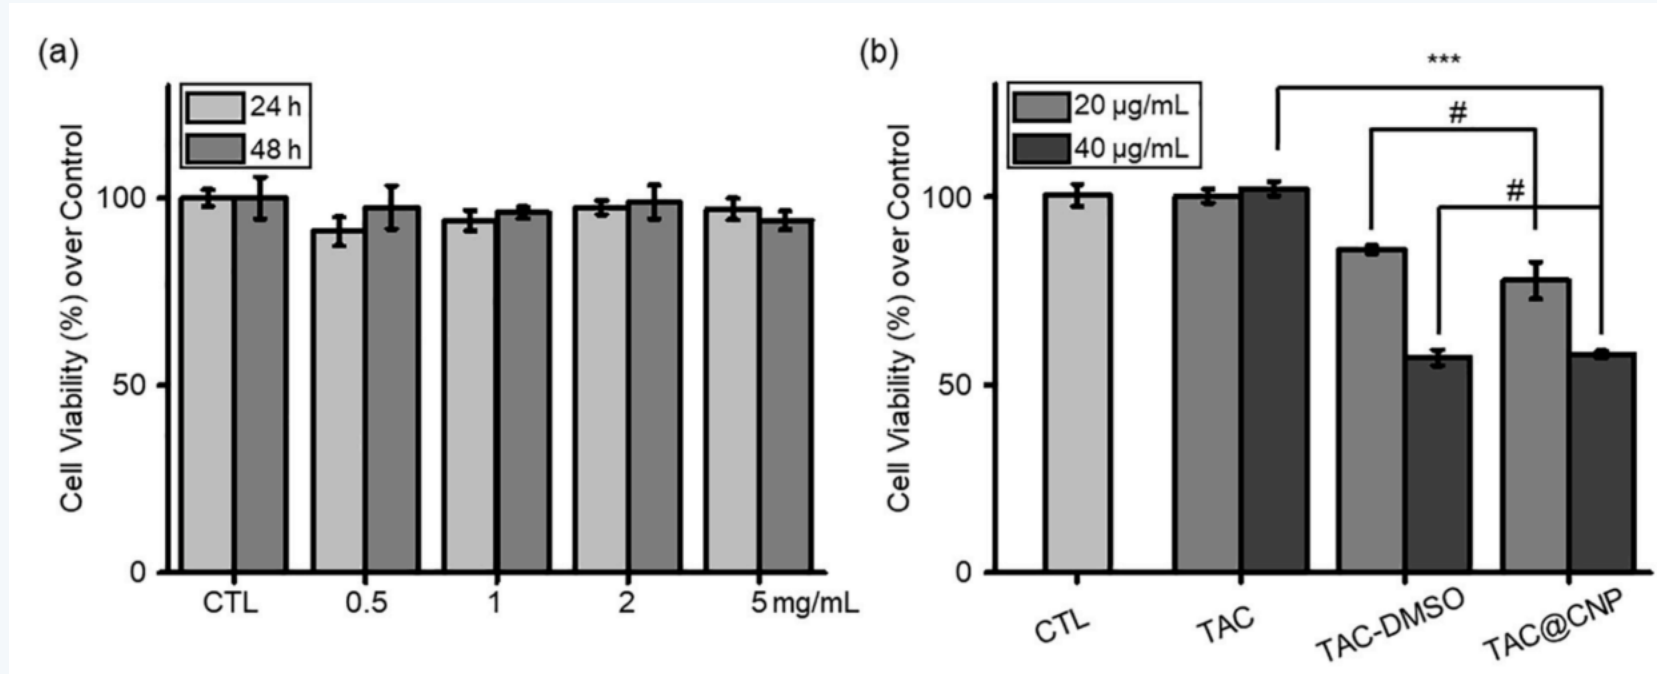 (a)
24 h
48 h
Cell Viability (%) over Control
100
50
0
CTL 0.5 1 2 5 mg/mL
(b)
20 µg/mL
40 µg/mL
***
#
#
Cell Viability (%) over Control
100
50
0
CTL TAC TAC-DMSO TAC@CNP